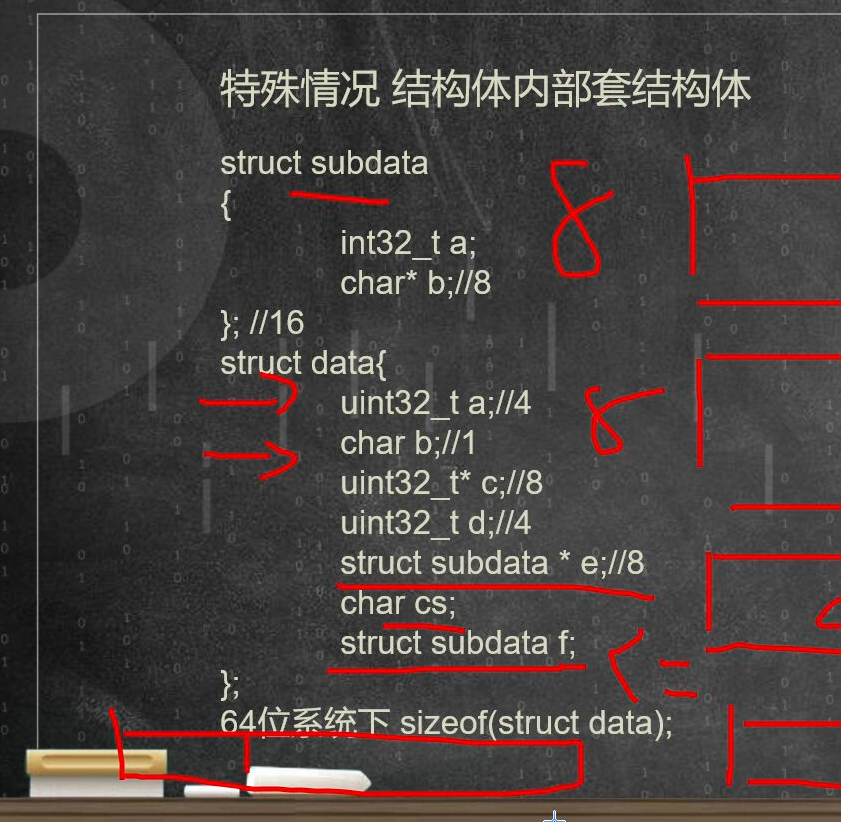 特殊情况 结构体内部套结构体
struct subdata
8
{
int32_t a;
char* b;//8
}; //16
struct data{
uint32_t a;//4
8
char b;//1
uint32_t* c;//8
uint32_t d;//4
struct subdata * e;//8
char cs;
struct subdata f;
};
64位系统下 sizeof(struct data);